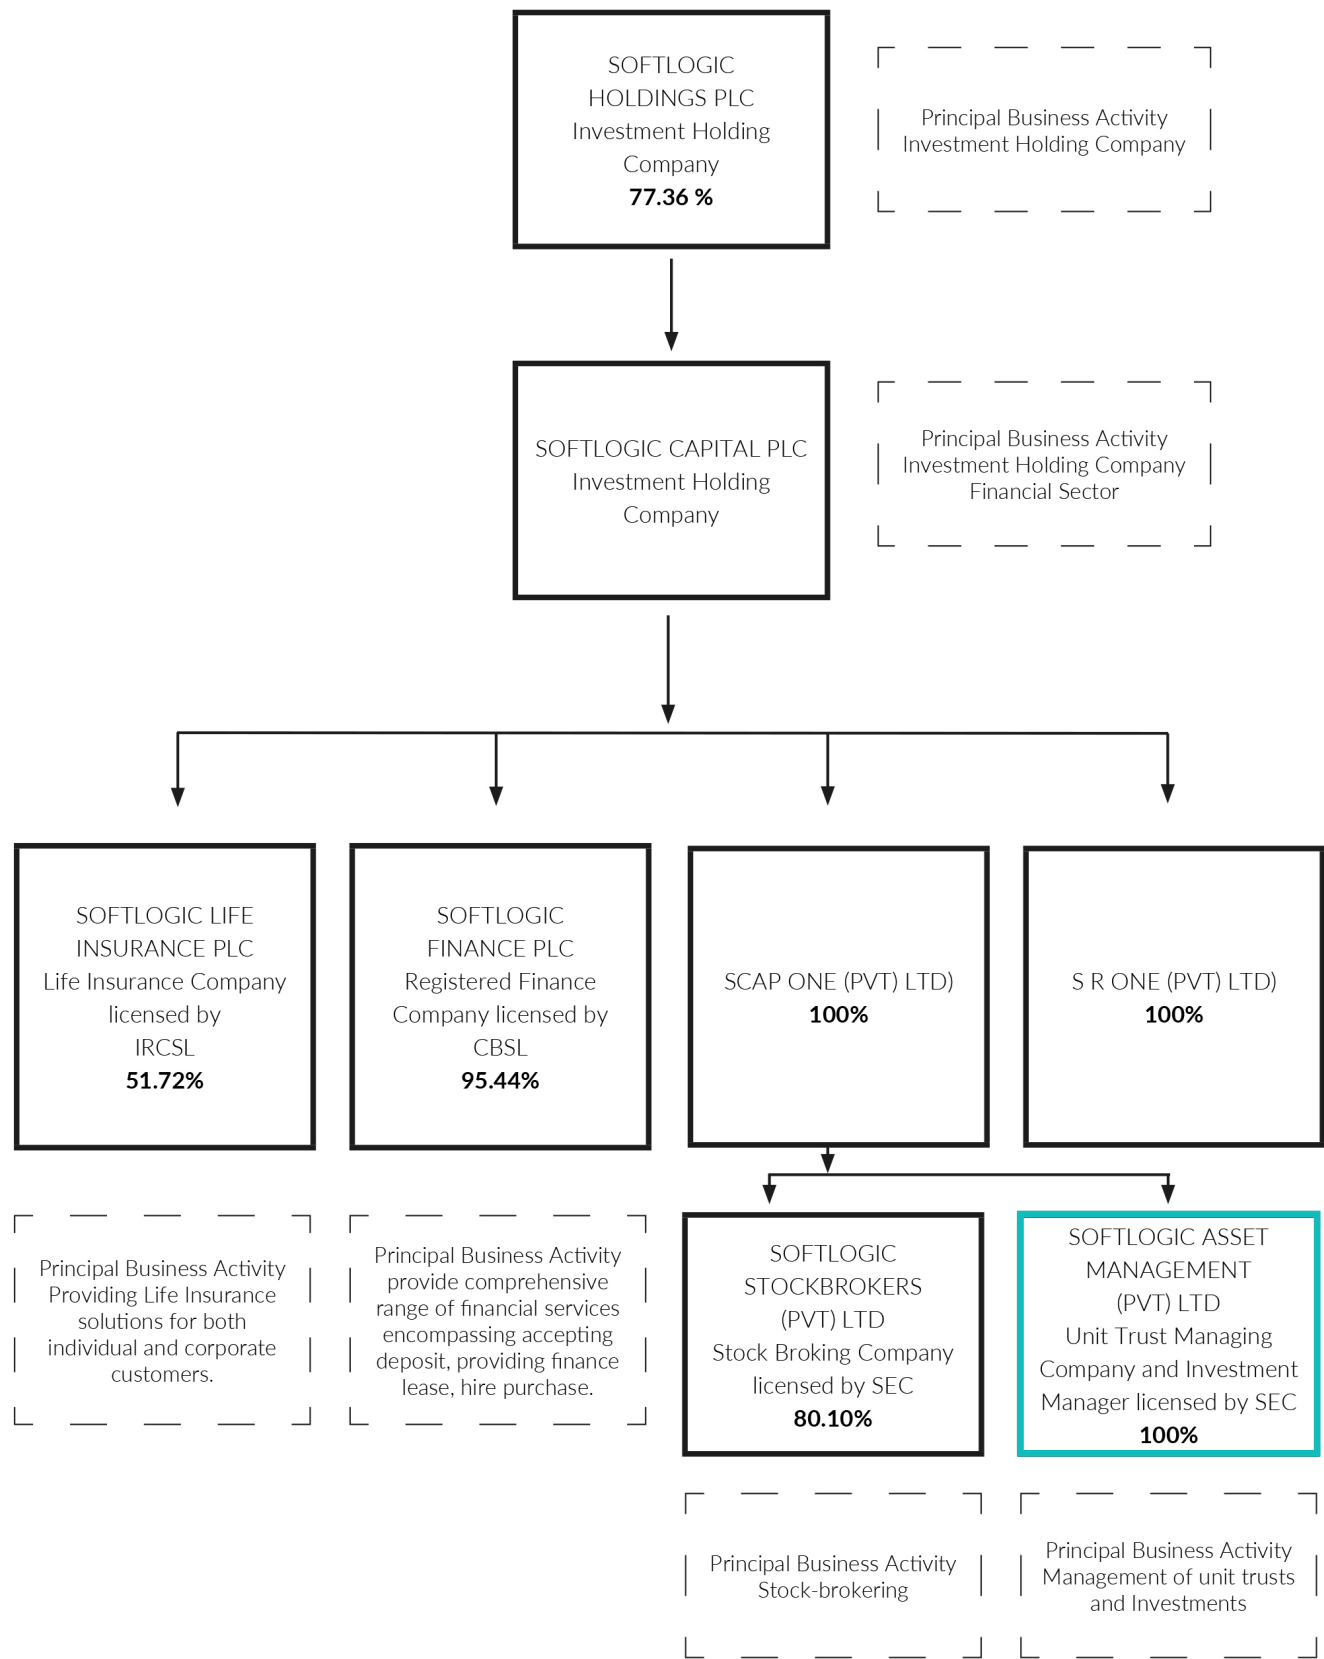 SOFTLOGIC
HOLDINGS PLC
Investment Holding
Company
77.36 %
Principal Business Activity
Investment Holding Company
SOFTLOGIC CAPITAL PLC
Investment Holding
Company
Principal Business Activity
Investment Holding Company
Financial Sector
SOFTLOGIC LIFE
INSURANCE PLC
Life Insurance Company
licensed by
IRCSL
51.72%
SOFTLOGIC
FINANCE PLC
Registered Finance
Company licensed by
CBSL
95.44%
SCAP ONE (PVT) LTD)
100%
S R ONE (PVT) LTD)
100%
Principal Business Activity
Providing Life Insurance
solutions for both
individual and corporate
customers.
Principal Business Activity
provide comprehensive
range of financial services
encompassing accepting
deposit, providing finance
lease, hire purchase.
SOFTLOGIC
STOCKBROKERS
(PVT) LTD
Stock Broking Company
licensed by SEC
80.10%
SOFTLOGIC ASSET
MANAGEMENT
(PVT) LTD
Unit Trust Managing
Company and Investment
Manager licensed by SEC
100%
Principal Business Activity
Stock-brokering
Principal Business Activity
Management of unit trusts
and Investments